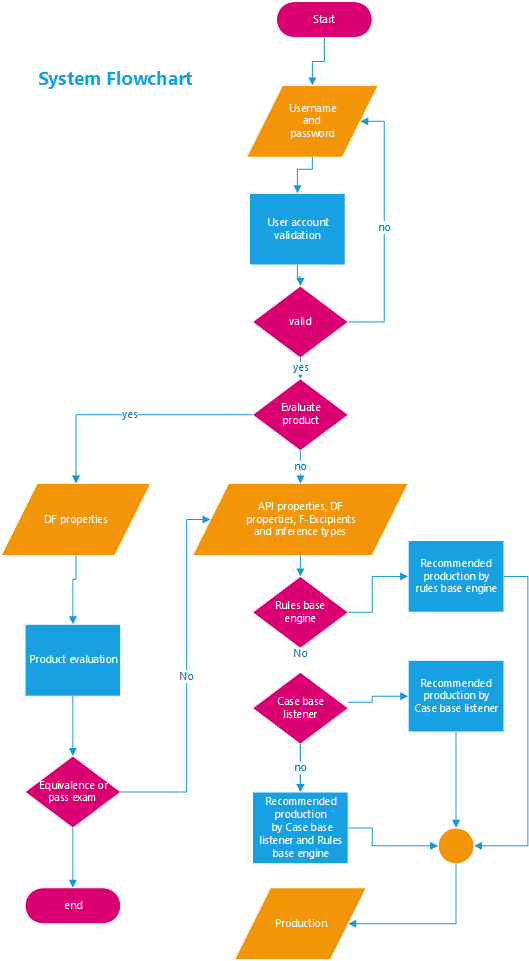 Start
System Flowchart
Username
and
password
User account
validation
no
valid
yes
Evaluate
product
yes
no
DF properties
API properties, DF
properties, F-Excipients
and inference types
Recommended
production by
rules base engine
Rules base
engine
No
Product evaluation
No
Recommended
production by
Case base listener
Case base
listener
no
Equivalence or
pass exam
Recommended
production
by Case base
listener and Rules
base engine
end
Production